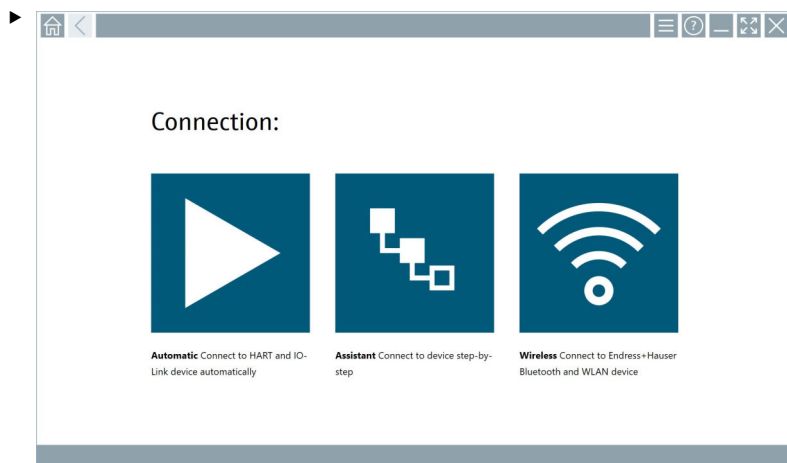 Connection:
Automatic Connect to HART and IO-
Link device automatically
Assistant Connect to device step-by-
step
Wireless Connect to Endress+Hauser
Bluetooth and WLAN device